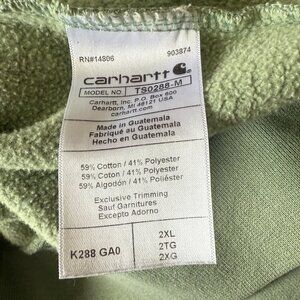 RN#14806 903874
carhartt
MODEL NO. TS0288-M
Carhartt, Inc. P.O. Box 600
Dearborn, MI 48121 USA
carhartt.com
Made in Guatemala
Fabriqué au Guatemala
Hecho en Guatemala
59% Cotton / 41% Polyester
59% Coton / 41% Polyester
59% Algodón / 41% Poliéster
Exclusive Trimming
Sauf Garnitures
Excepto Adorno
K288 GA0
2XL
2TG
2XG